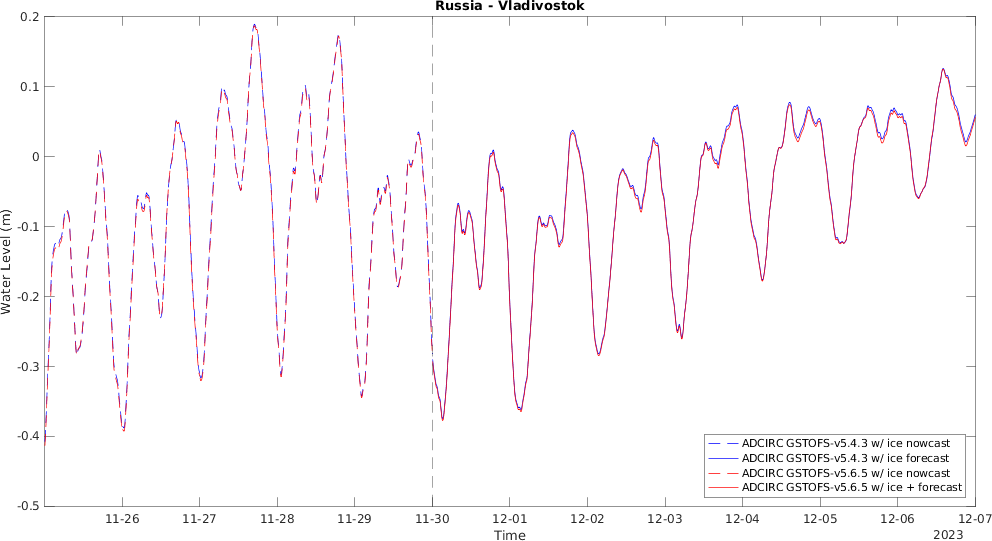 Russia - Vladivostok
0.2
0.1
0
-0.1
-0.2
-0.3
-0.4
-0.5
Water Level (m)
ADCIRC GSTOFS-v5.4.3 w/ ice nowcast
ADCIRC GSTOFS-v5.4.3 w/ ice forecast
ADCIRC GSTOFS-v5.6.5 w/ ice nowcast
ADCIRC GSTOFS-v5.6.5 w/ ice + forecast
11-26 11-27 11-28 11-29 11-30 12-01 12-02 12-03 12-04 12-05 12-06 12-07
Time
2023